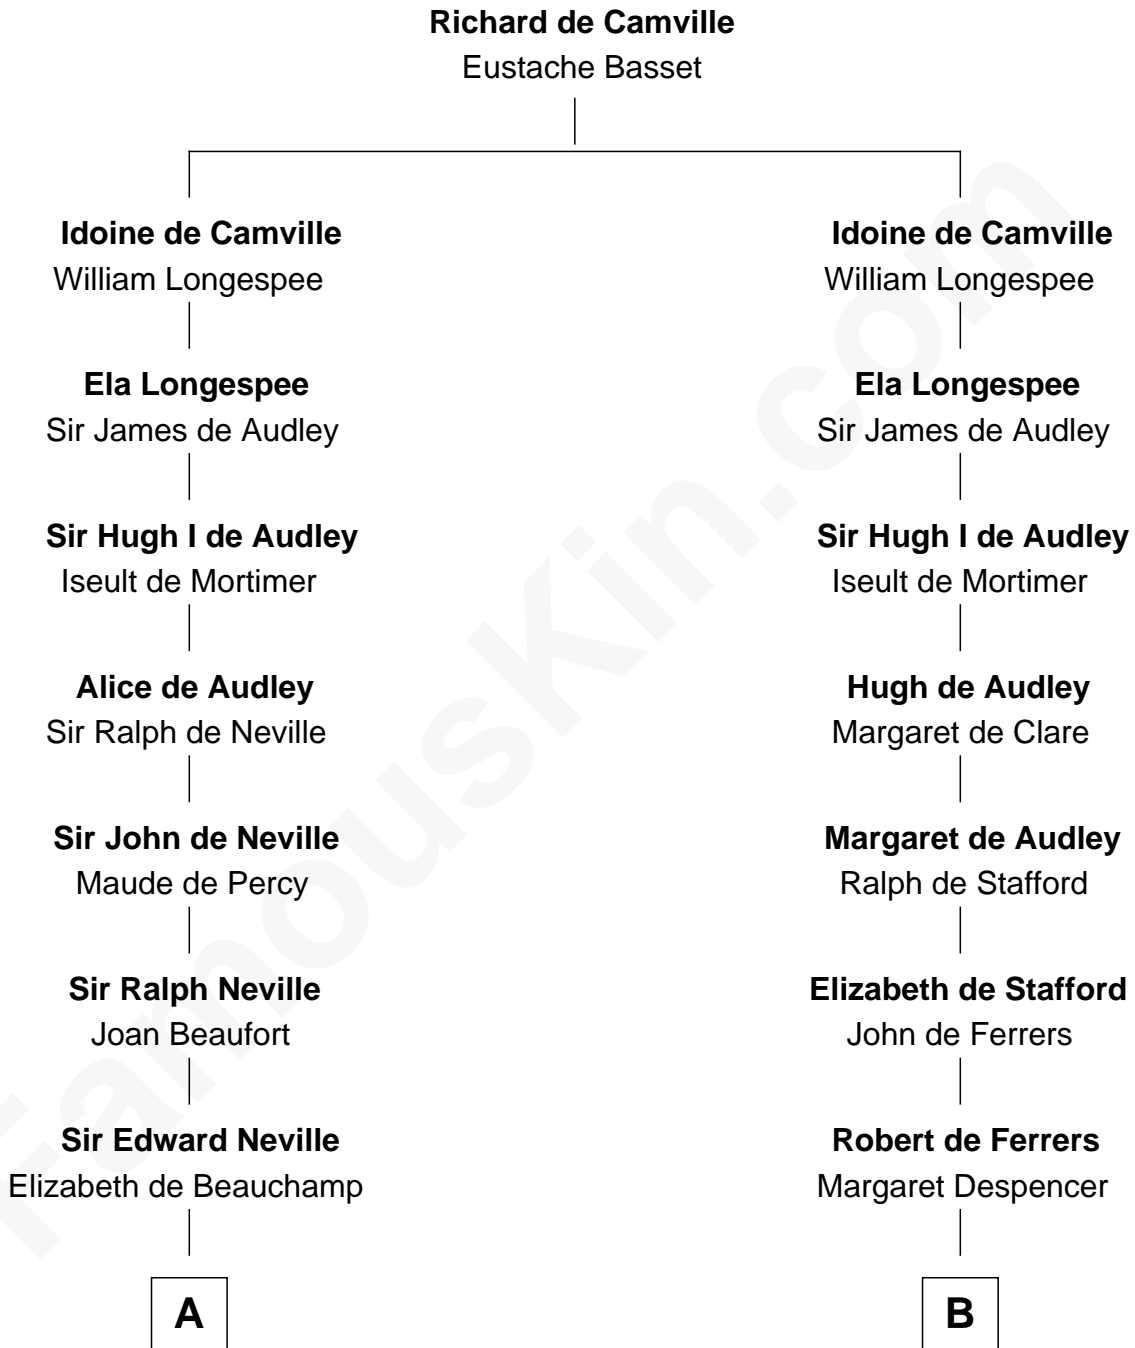 Richard de Camville
Eustache Basset
Idoine de Camville
William Longespee
Ela Longespee
Sir James de Audley
Sir Hugh I de Audley
Iseult de Mortimer
Alice de Audley
Sir Ralph de Neville
Sir John de Neville
Maude de Percy
Sir Ralph Neville
Joan Beaufort
Sir Edward Neville
Elizabeth de Beauchamp
A
Idoine de Camville
William Longespee
Ela Longespee
Sir James de Audley
Sir Hugh I de Audley
Iseult de Mortimer
Hugh de Audley
Margaret de Clare
Margaret de Audley
Ralph de Stafford
Elizabeth de Stafford
John de Ferrers
Robert de Ferrers
Margaret Despencer
B
FamousKin.com